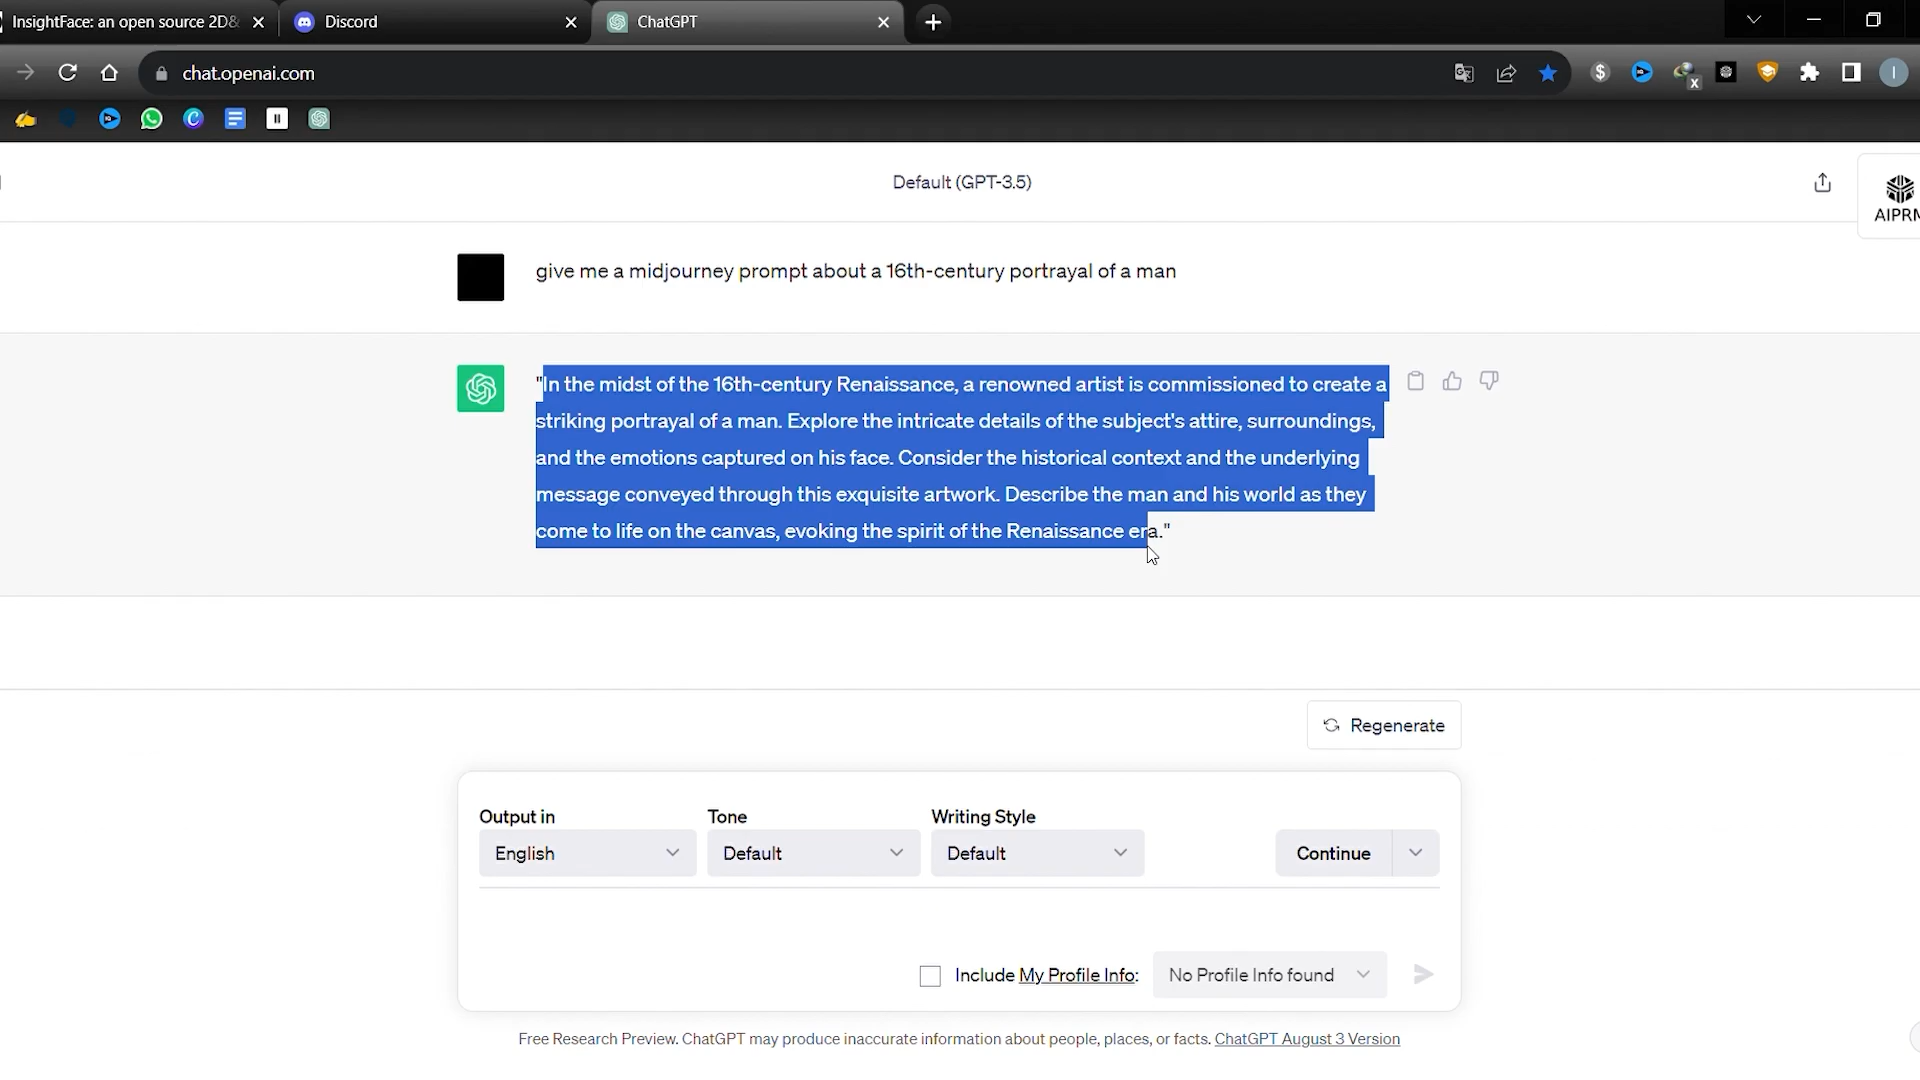 InsightFace: an open source 2D&
Discord
ChatGPT
chat.openai.com
Default (GPT-3.5)
AIPRM
give me a midjourney prompt about a 16th-century portrayal of a man
"In the midst of the 16th-century Renaissance, a renowned artist is commissioned to create a
striking portrayal of a man. Explore the intricate details of the subject's attire, surroundings,
and the emotions captured on his face. Consider the historical context and the underlying
message conveyed through this exquisite artwork. Describe the man and his world as they
come to life on the canvas, evoking the spirit of the Renaissance era."
Regenerate
Output in
Tone
Writing Style
English
Default
Default
Continue
Include My Profile Info:
No Profile Info found
Free Research Preview. ChatGPT may produce inaccurate information about people, places, or facts. ChatGPT August 3 Version